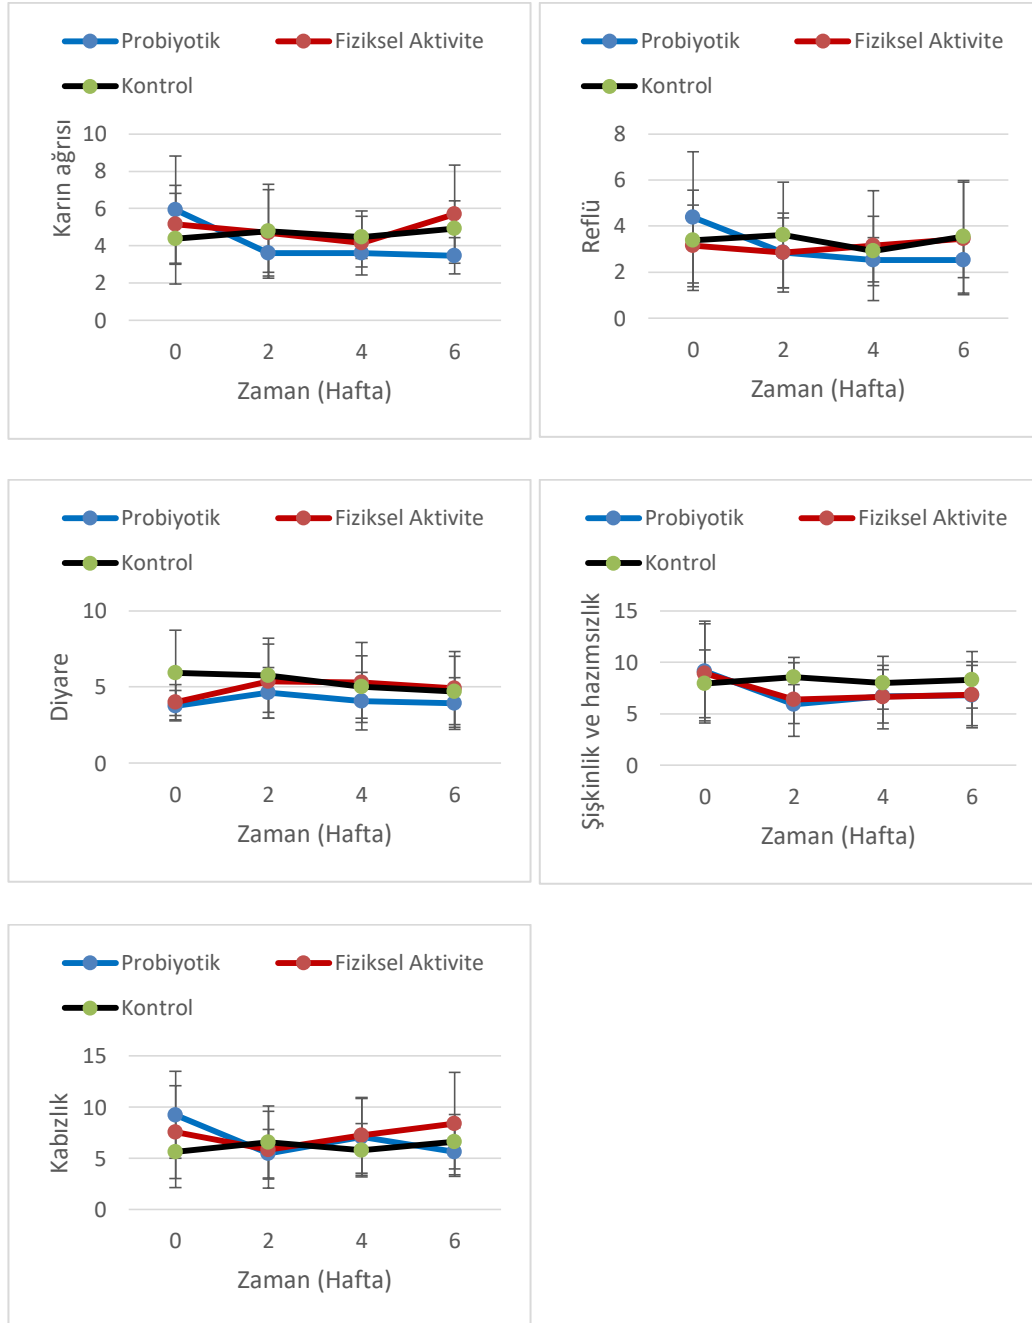 Probiyotik Fiziksel Aktivite
Kontrol
Karın ağrısı
10
8
6
4
2
0
0 2 4 6
Zaman (Hafta)
Probiyotik Fiziksel Aktivite
Kontrol
Reflü
8
6
4
2
0
0 2 4 6
Zaman (Hafta)
Probiyotik Fiziksel Aktivite
Kontrol
Diyare
10
5
0
0 2 4 6
Zaman (Hafta)
Probiyotik Fiziksel Aktivite
Kontrol
Şişkinlik ve hazımsızlık
15
10
5
0
0 2 4 6
Zaman (Hafta)
Probiyotik Fiziksel Aktivite
Kontrol
Kabızlık
15
10
5
0
0 2 4 6
Zaman (Hafta)